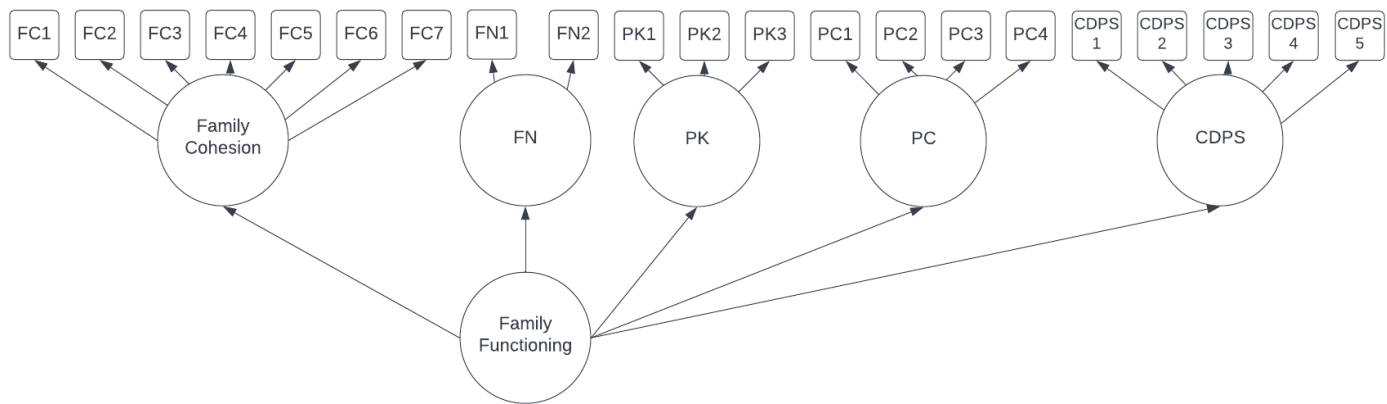 FC1
FC2
FC3
FC4
FC5
FC6
FC7
FN1
FN2
PK1
PK2
PK3
PC1
PC2
PC3
PC4
CDPS
1
CDPS
2
CDPS
3
CDPS
4
CDPS
5
Family
Cohesion
FN
PK
PC
CDPS
Family
Functioning